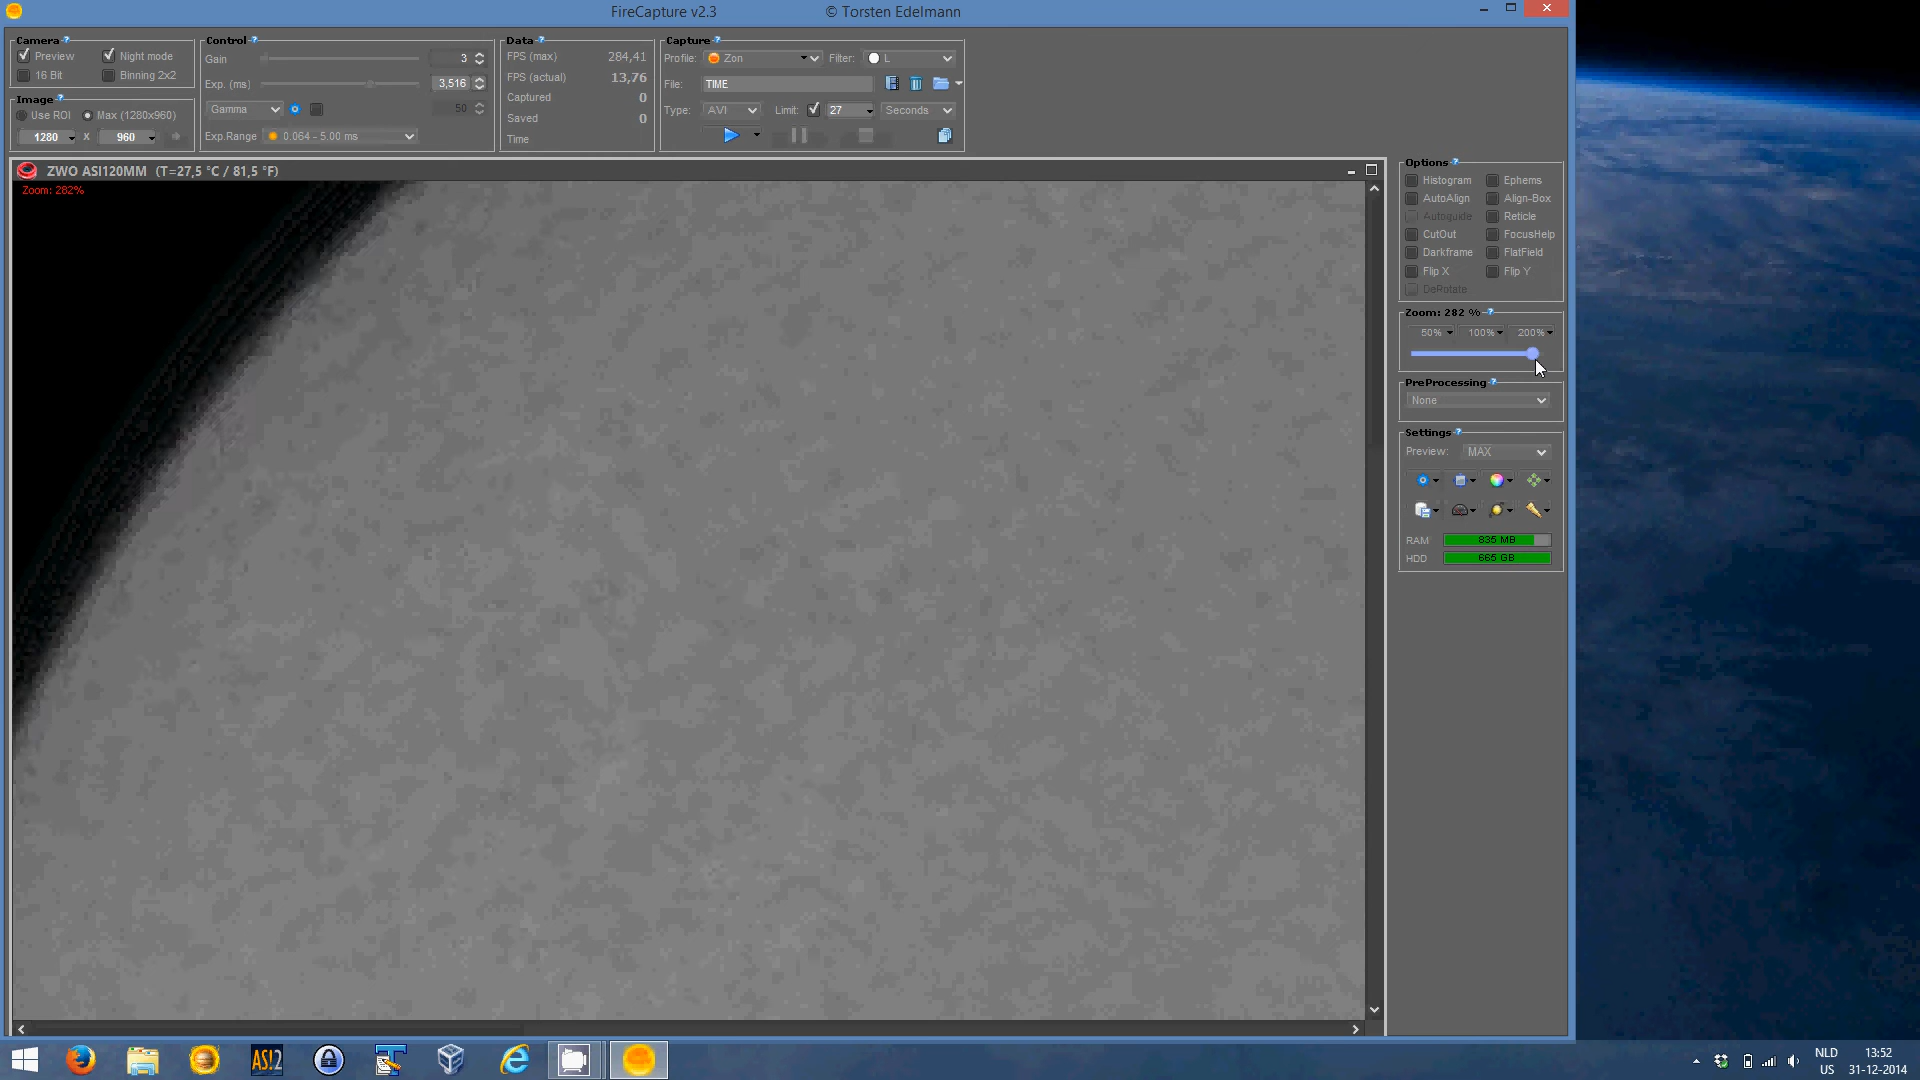 FireCapture v2.3 © Torsten Edelmann
Camera ?
Preview Night mode
16 Bit Binning 2x2
Image ?
Use ROI Max (1280x960)
1280 x 960
Control ?
Gain 3
Exp. (ms) 3,516
Gamma 50
Exp.Range 0.064 - 5.00 ms
Data ?
FPS (max) 284,41
FPS (actual) 13,76
Captured 0
Saved 0
Time
Capture ?
Profile: Zon Filter: L
File: TIME
Type: AVI Limit: 27 Seconds
ZWO ASI120MM (T=27,5 °C / 81,5 °F)
Zoom: 282%
Options ?
Histogram Ephems
AutoAlign Align-Box
Autoguide Reticle
CutOut FocusHelp
Darkframe FlatField
Flip X Flip Y
DeRotate
Zoom: 282 % ?
50% 100% 200%
PreProcessing ?
None
Settings ?
Preview: MAX
RAM 835 MB
HDD 665 GB
AS!2
NLD 13:52
US 31-12-2014